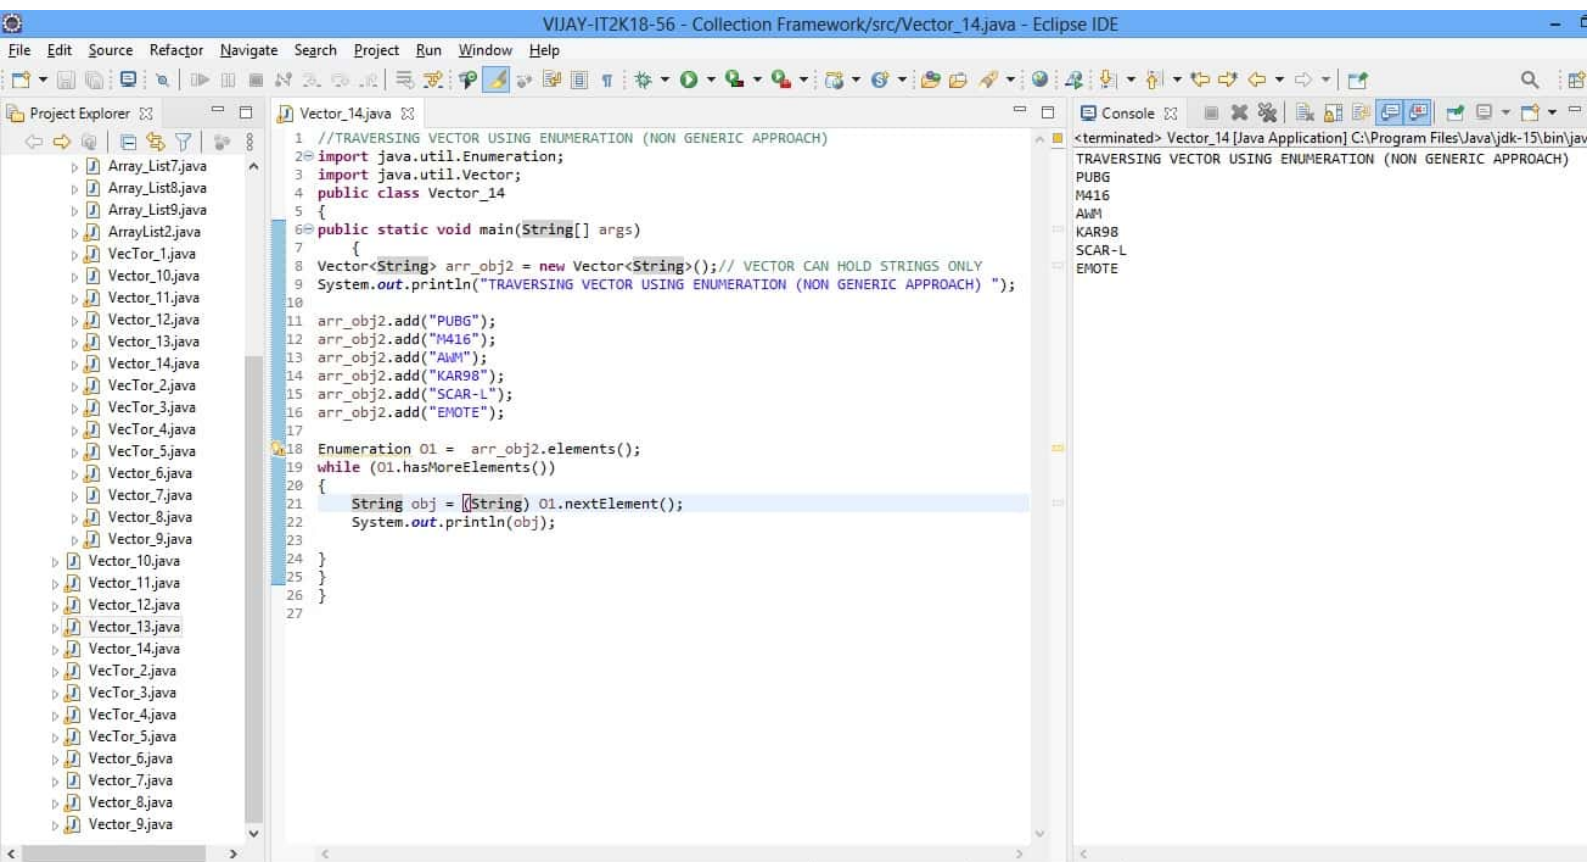 VIJAY-IT2K18-56 - Collection Framework/src/Vector_14.java - Eclipse IDE
File Edit Source Refactor Navigate Search Project Run Window Help
Project Explorer
Array_List7.java
Array_List8.java
Array_List9.java
ArrayList2.java
VecTor_1.java
Vector_10.java
Vector_11.java
Vector_12.java
Vector_13.java
Vector_14.java
VecTor_2.java
VecTor_3.java
VecTor_4.java
VecTor_5.java
Vector_6.java
Vector_7.java
Vector_8.java
Vector_9.java
Vector_10.java
Vector_11.java
Vector_12.java
Vector_13.java
Vector_14.java
VecTor_2.java
VecTor_3.java
VecTor_4.java
VecTor_5.java
Vector_6.java
Vector_7.java
Vector_8.java
Vector_9.java
Vector_14.java
1 //TRAVERSING VECTOR USING ENUMERATION (NON GENERIC APPROACH)
2 import java.util.Enumeration;
3 import java.util.Vector;
4 public class Vector_14
5 {
6 public static void main(String[] args)
7 {
8 Vector<String> arr_obj2 = new Vector<String>();// VECTOR CAN HOLD STRINGS ONLY
9 System.out.println("TRAVERSING VECTOR USING ENUMERATION (NON GENERIC APPROACH) ");
10
11 arr_obj2.add("PUBG");
12 arr_obj2.add("M416");
13 arr_obj2.add("AWM");
14 arr_obj2.add("KAR98");
15 arr_obj2.add("SCAR-L");
16 arr_obj2.add("EMOTE");
17
18 Enumeration O1 =  arr_obj2.elements();
19 while (O1.hasMoreElements())
20 {
21 String obj = (String) O1.nextElement();
22 System.out.println(obj);
23
24 }
25 }
26 }
27
Console
<terminated> Vector_14 [Java Application] C:\Program Files\Java\jdk-15\bin\jav
TRAVERSING VECTOR USING ENUMERATION (NON GENERIC APPROACH)
PUBG
M416
AWM
KAR98
SCAR-L
EMOTE